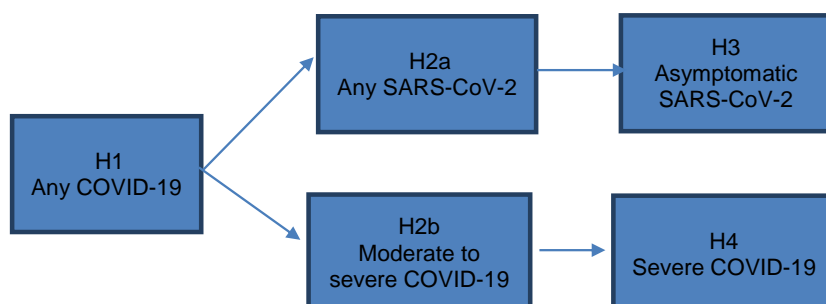 H1
Any COVID-19
H2a
Any SARS-CoV-2
H3
Asymptomatic
SARS-CoV-2
H2b
Moderate to
severe COVID-19
H4
Severe COVID-19